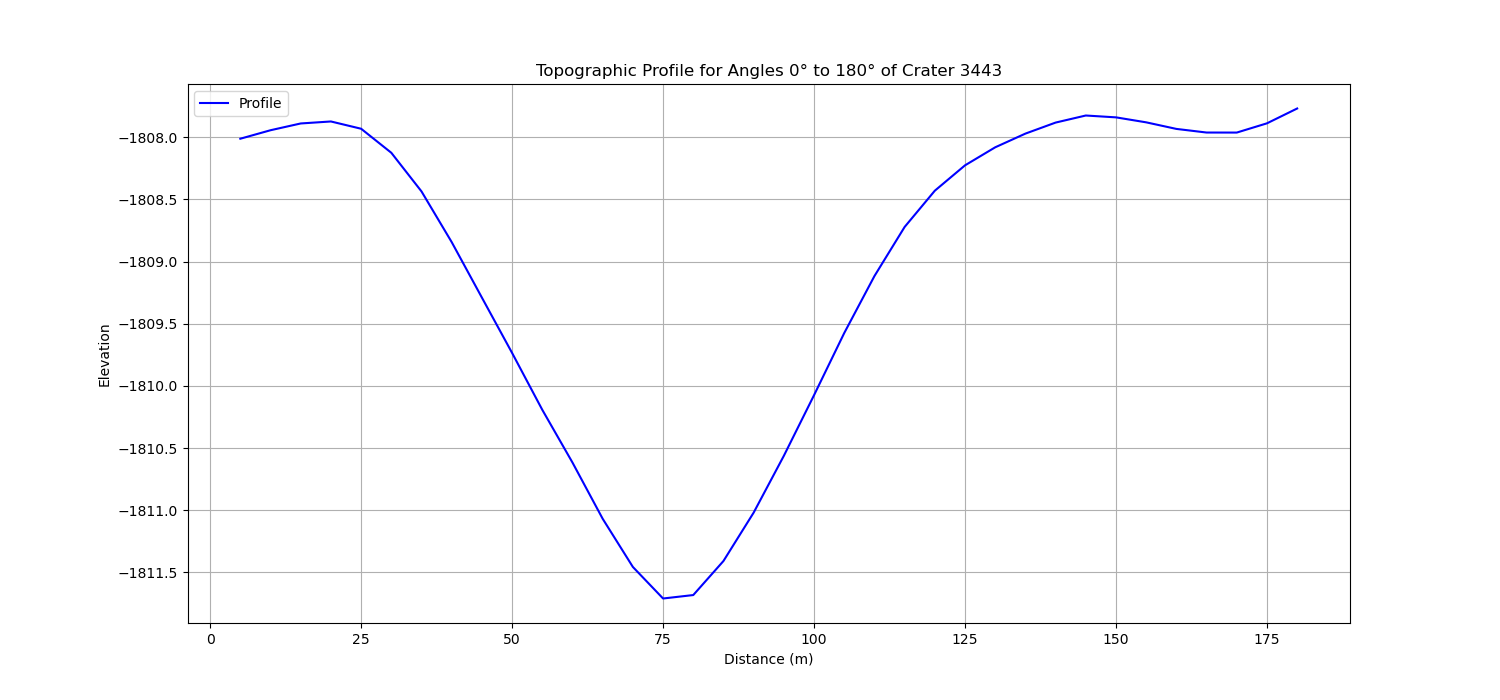 Topographic Profile for Angles 0° to 180° of Crater 3443
Profile
−1808.0
−1808.5
−1809.0
−1809.5
−1810.0
−1810.5
−1811.0
−1811.5
Elevation
0 25 50 75 100 125 150 175
Distance (m)